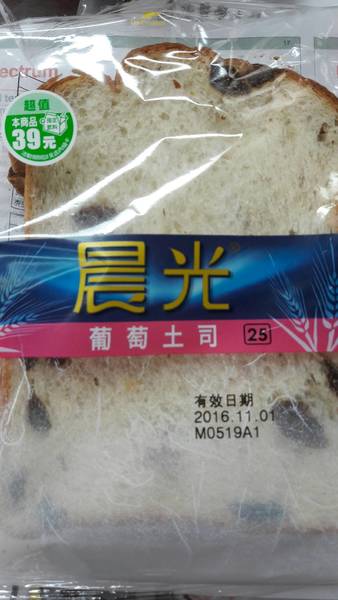 ectrum
超值
本商品
39元
晨光®
葡萄土司 25
有效日期
2016.11.01
M0519A1